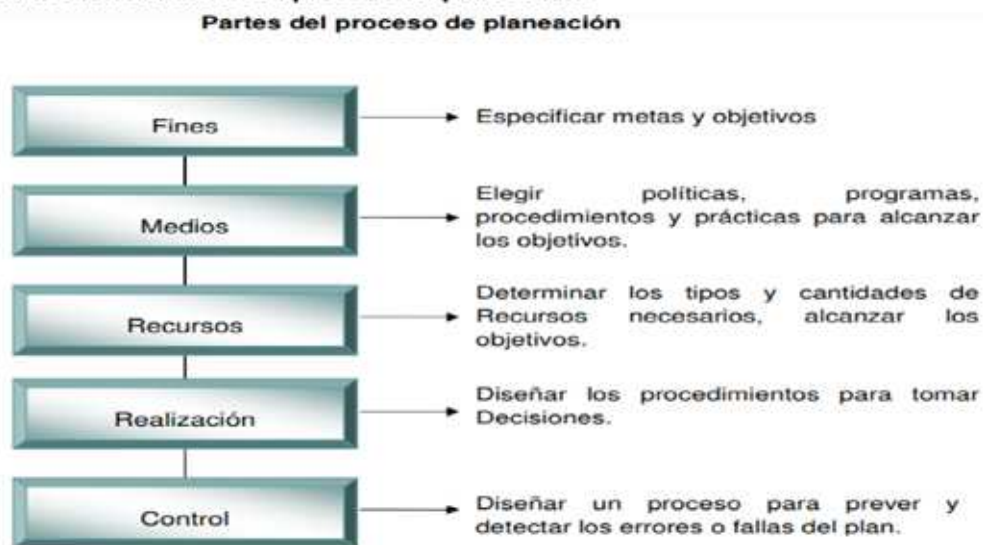 Partes del proceso de planeación
Fines
Especificar metas y objetivos
Medios
Elegir políticas, programas,
procedimientos y prácticas para alcanzar
los objetivos.
Recursos
Determinar los tipos y cantidades de
Recursos necesarios, alcanzar los
objetivos.
Realización
Diseñar los procedimientos para tomar
Decisiones.
Control
Diseñar un proceso para prever y
detectar los errores o fallas del plan.